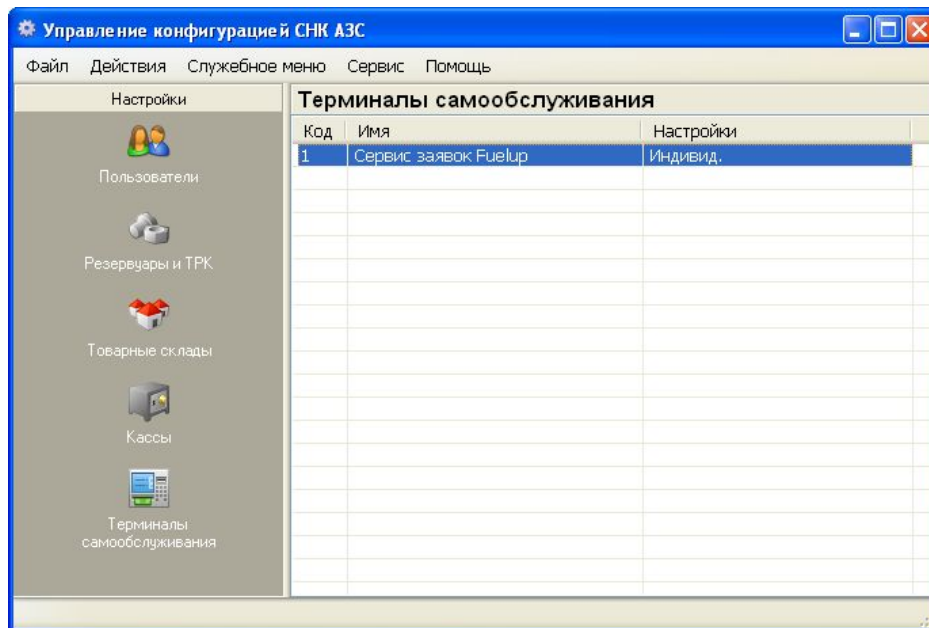 Управление конфигурацией СНК АЗС
Файл Действия Служебное меню Сервис Помощь
Настройки
Пользователи
Резервуары и ТРК
Товарные склады
Кассы
Терминалы
самообслуживания
Терминалы самообслуживания
Код Имя Настройки
1 Сервис заявок Fuelup Индивид.